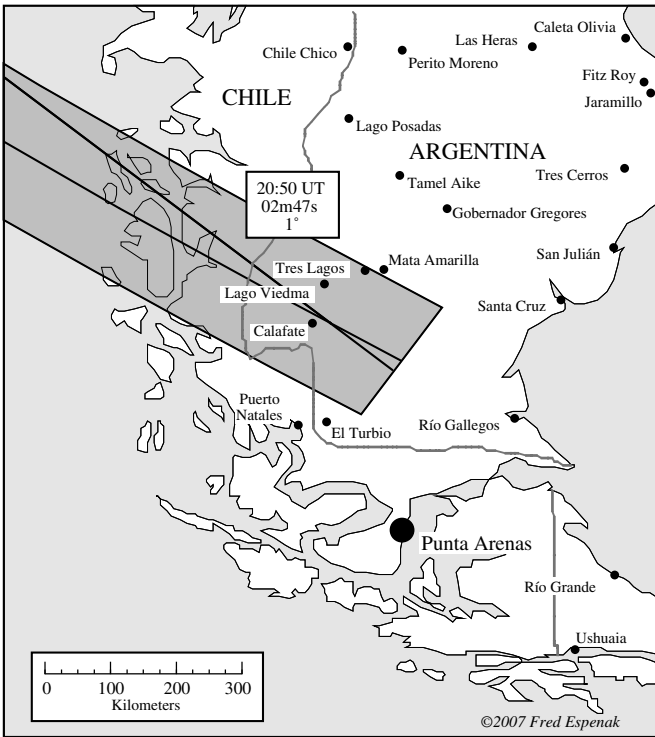 Caleta Olivia
Las Heras
Chile Chico
Perito Moreno
Fitz Roy
Jaramillo
CHILE
Lago Posadas
ARGENTINA
Tres Cerros
Tamel Aike
20:50 UT
02m47s
1°
Gobernador Gregores
San Julián
Mata Amarilla
Tres Lagos
Lago Viedma
Santa Cruz
Calafate
Puerto
Natales
El Turbio
Río Gallegos
Punta Arenas
Río Grande
Ushuaia
0 100 200 300
Kilometers
©2007 Fred Espenak